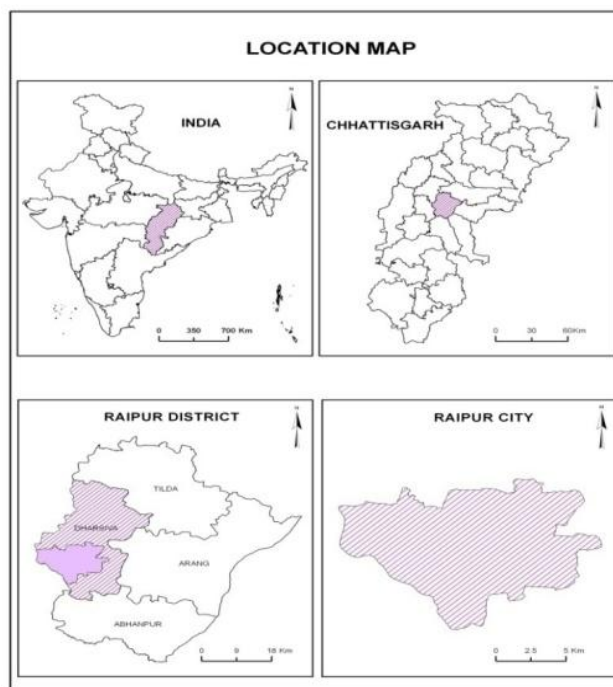 LOCATION MAP
N
INDIA
0 350 700 Km
N
CHHATTISGARH
0 30 60Km
RAIPUR DISTRICT
N
TILDA
DHARSIVA
ARANG
ABHANPUR
0 9 18 Km
RAIPUR CITY
N
0 2.5 5 Km